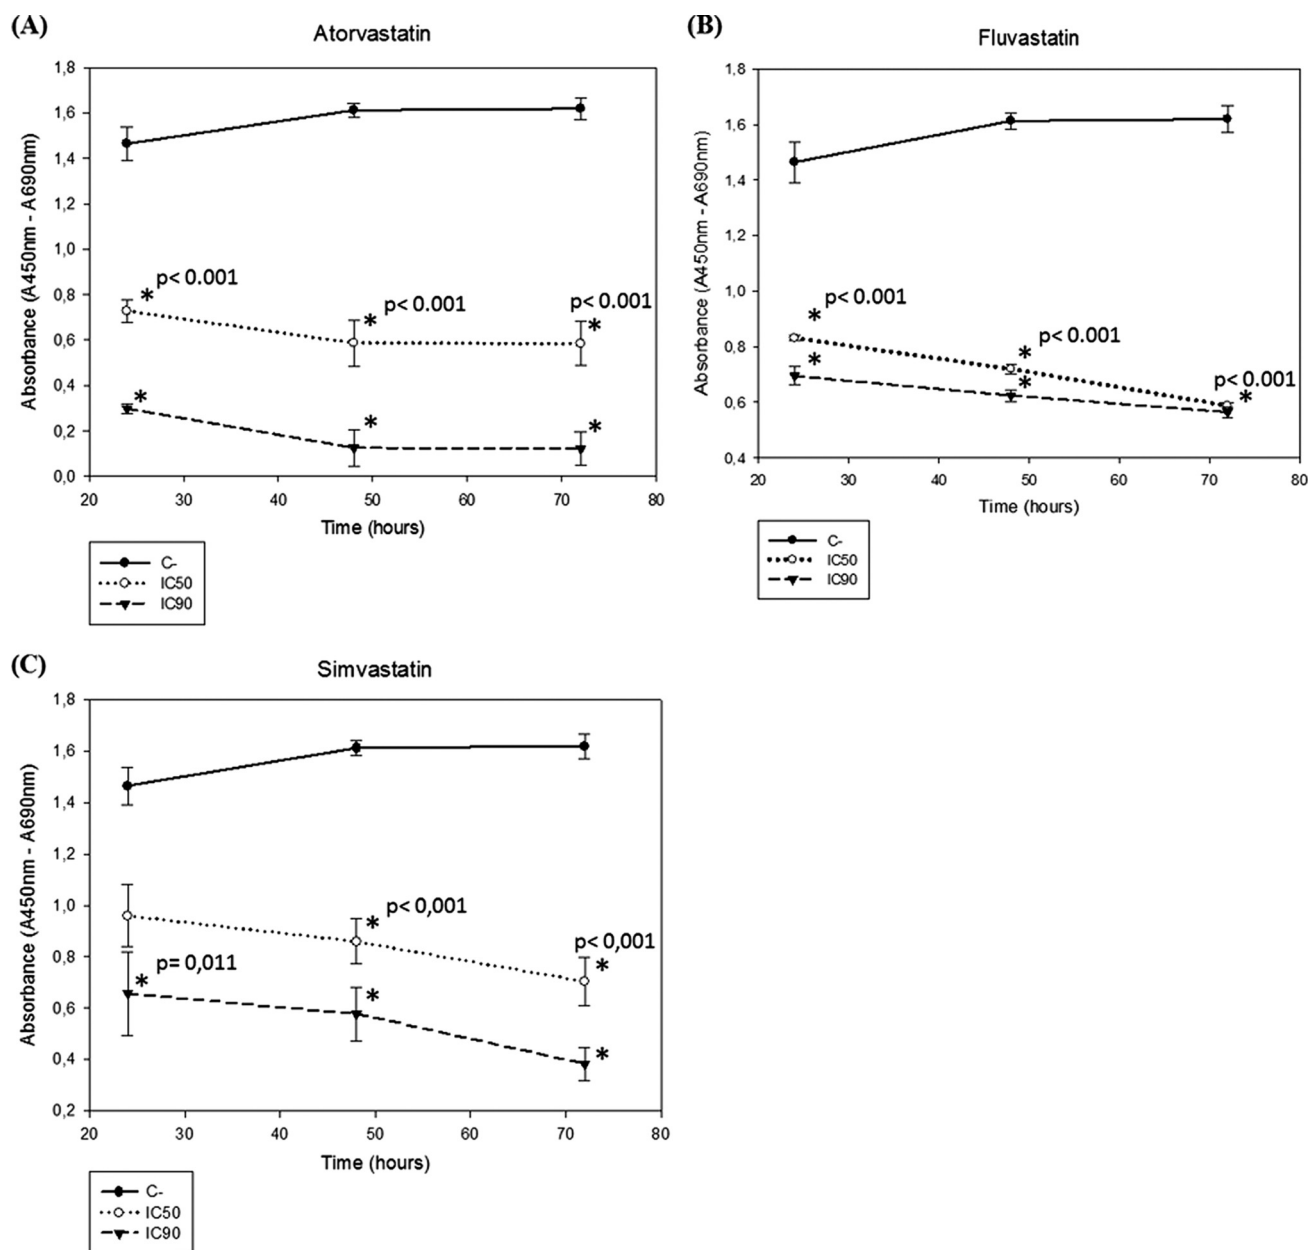 (A)
Atorvastatin
1,8
1,6
1,4
1,2
1,0
0,8
0,6
0,4
0,2
0,0
Absorbance (A450nm - A690nm)
* p< 0.001
* p< 0.001
p< 0.001
*
*
*
*
20 30 40 50 60 70 80
Time (hours)
C-
IC50
IC90
(B)
Fluvastatin
1,8
1,6
1,4
1,2
1,0
0,8
0,6
0,4
Absorbance (A450nm - A690nm)
p< 0.001
*
*
p< 0.001
*
*
p< 0.001
*
20 30 40 50 60 70 80
Time (hours)
C-
IC50
IC90
(C)
Simvastatin
1,8
1,6
1,4
1,2
1,0
0,8
0,6
0,4
0,2
Absorbance (A450nm - A690nm)
* p< 0,001
p< 0,001
*
* p= 0,011
*
*
20 30 40 50 60 70 80
Time (hours)
C-
IC50
IC90